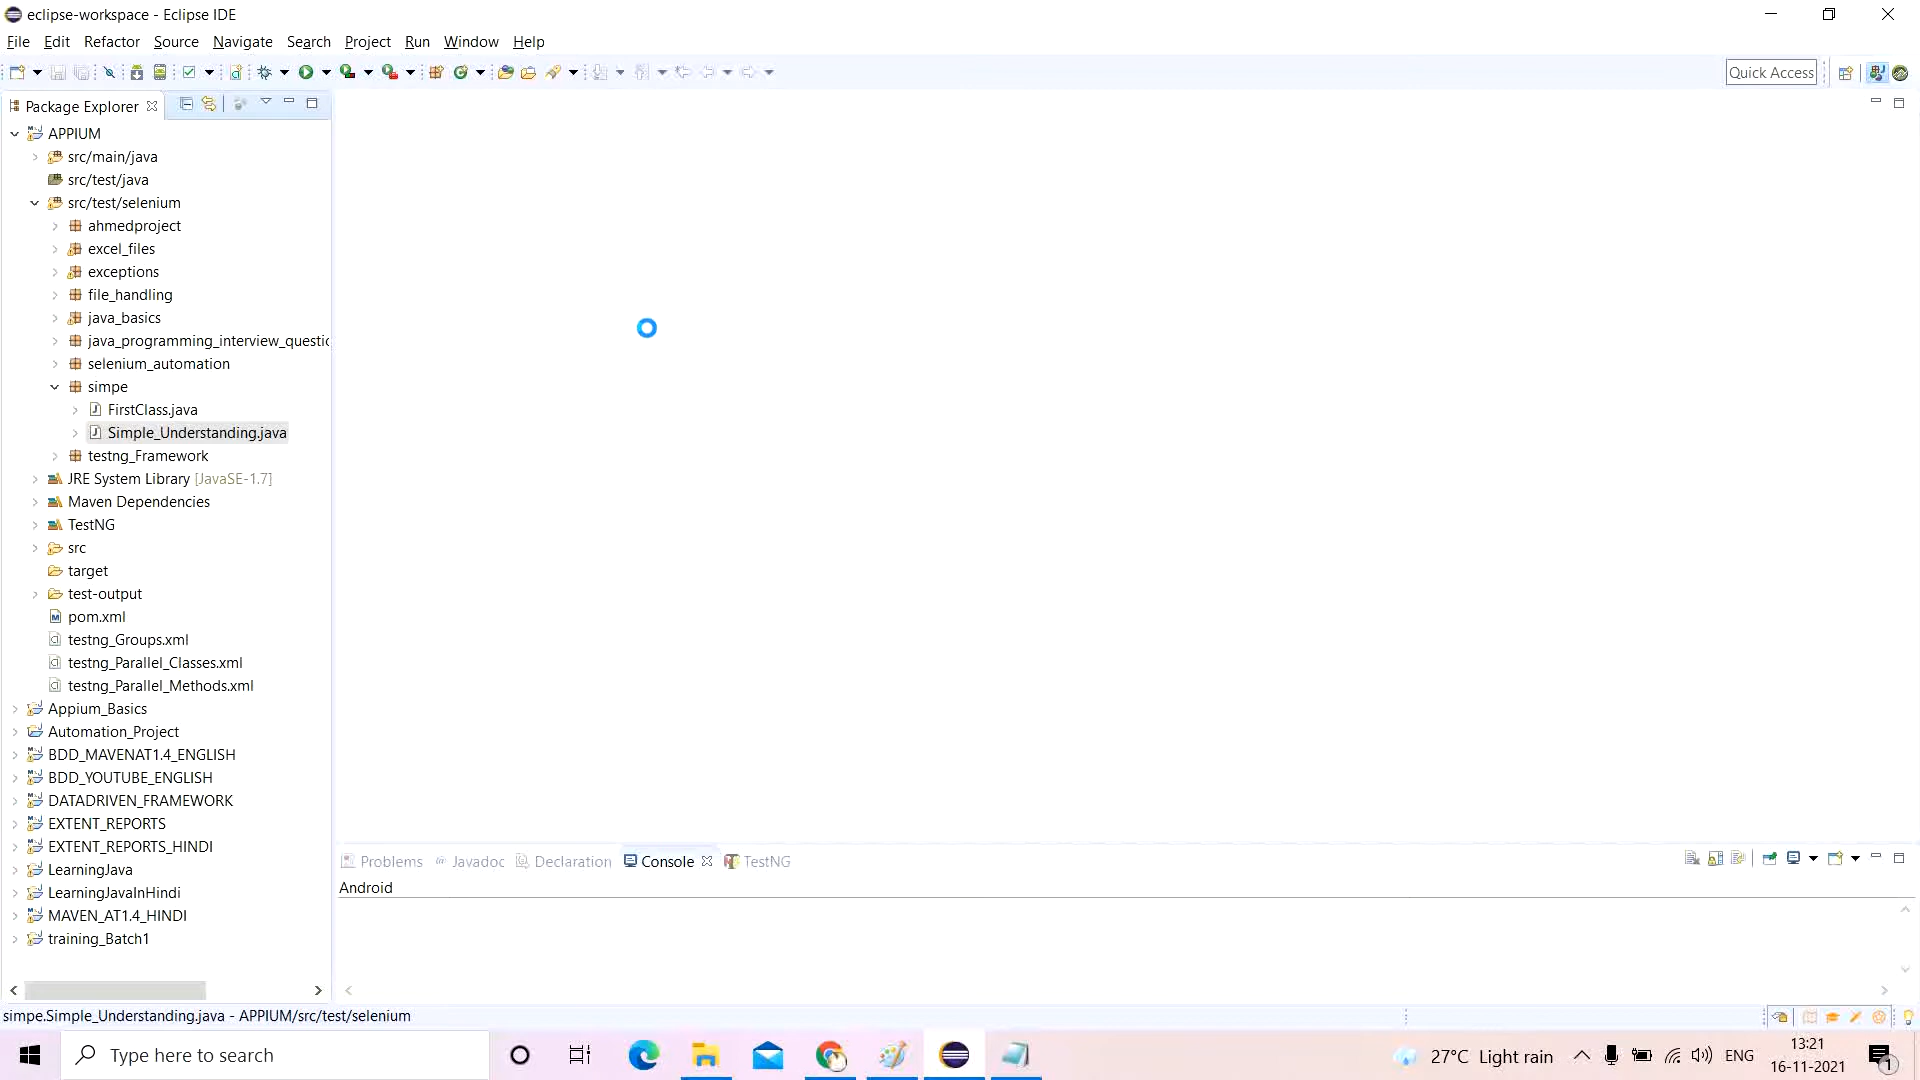 eclipse-workspace - Eclipse IDE
File Edit Refactor Source Navigate Search Project Run Window Help
Quick Access
Package Explorer
APPIUM
src/main/java
src/test/java
src/test/selenium
ahmedproject
excel_files
exceptions
file_handling
java_basics
java_programming_interview_questic
selenium_automation
simpe
FirstClass.java
Simple_Understanding.java
testng_Framework
JRE System Library [JavaSE-1.7]
Maven Dependencies
TestNG
src
target
test-output
pom.xml
testng_Groups.xml
testng_Parallel_Classes.xml
testng_Parallel_Methods.xml
Appium_Basics
Automation_Project
BDD_MAVENAT1.4_ENGLISH
BDD_YOUTUBE_ENGLISH
DATADRIVEN_FRAMEWORK
EXTENT_REPORTS
EXTENT_REPORTS_HINDI
LearningJava
LearningJavaInHindi
MAVEN_AT1.4_HINDI
training_Batch1
Problems @ Javadoc Declaration Console TestNG
Android
simpe.Simple_Understanding.java - APPIUM/src/test/selenium
Type here to search
27°C Light rain
ENG
13:21
16-11-2021
1